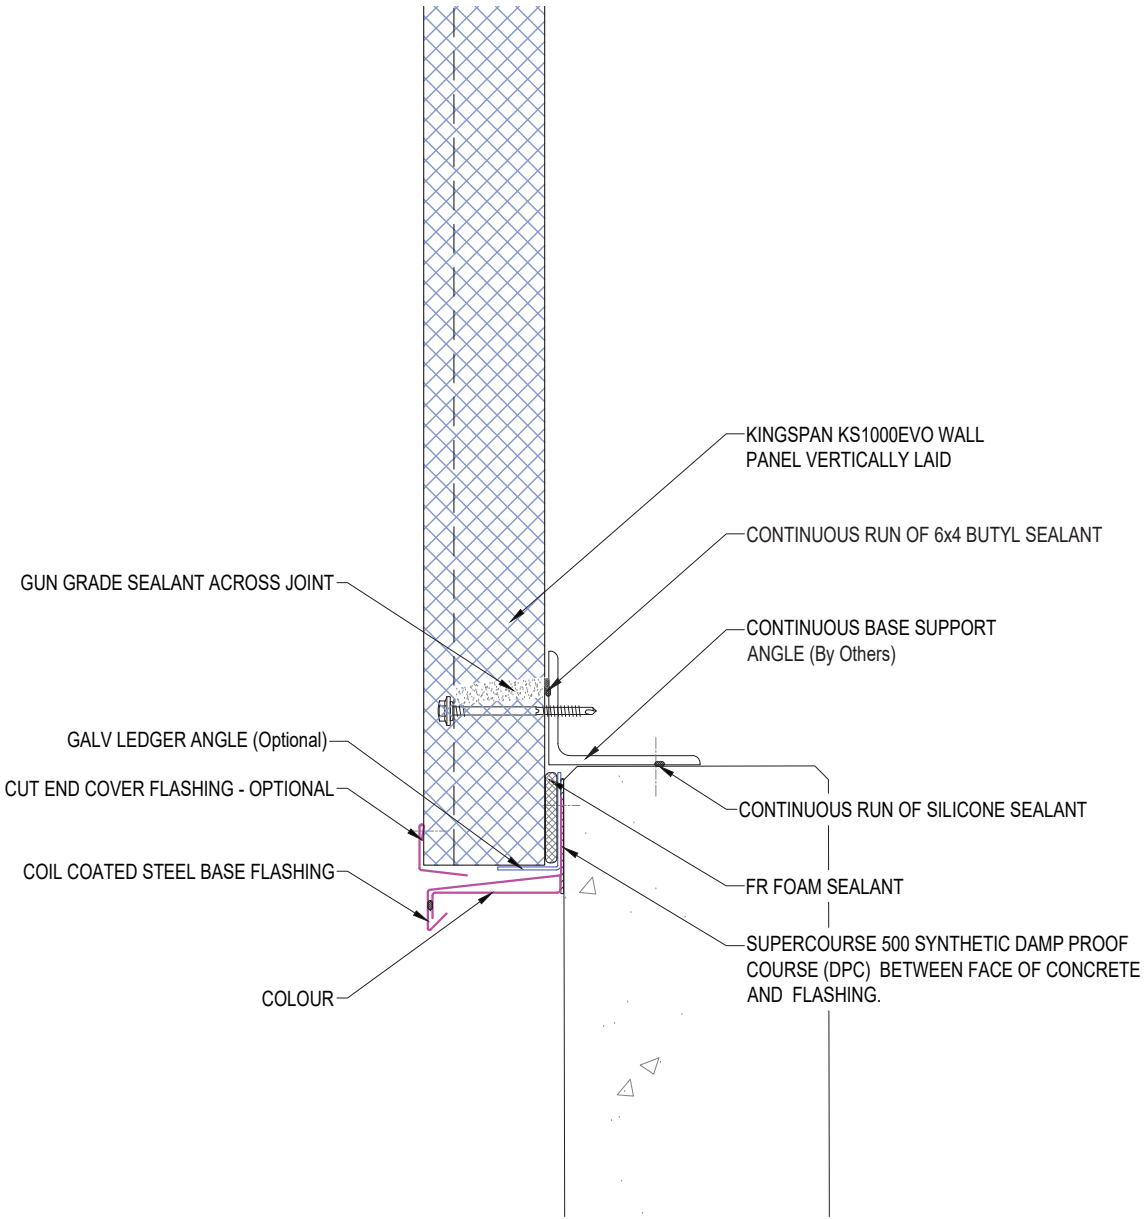 KINGSPAN KS1000EVO WALL
PANEL VERTICALLY LAID
CONTINUOUS RUN OF 6x4 BUTYL SEALANT
GUN GRADE SEALANT ACROSS JOINT
CONTINUOUS BASE SUPPORT
ANGLE (By Others)
GALV LEDGER ANGLE (Optional)
CUT END COVER FLASHING - OPTIONAL
CONTINUOUS RUN OF SILICONE SEALANT
COIL COATED STEEL BASE FLASHING
FR FOAM SEALANT
SUPERCOURSE 500 SYNTHETIC DAMP PROOF
COURSE (DPC) BETWEEN FACE OF CONCRETE
AND FLASHING.
COLOUR